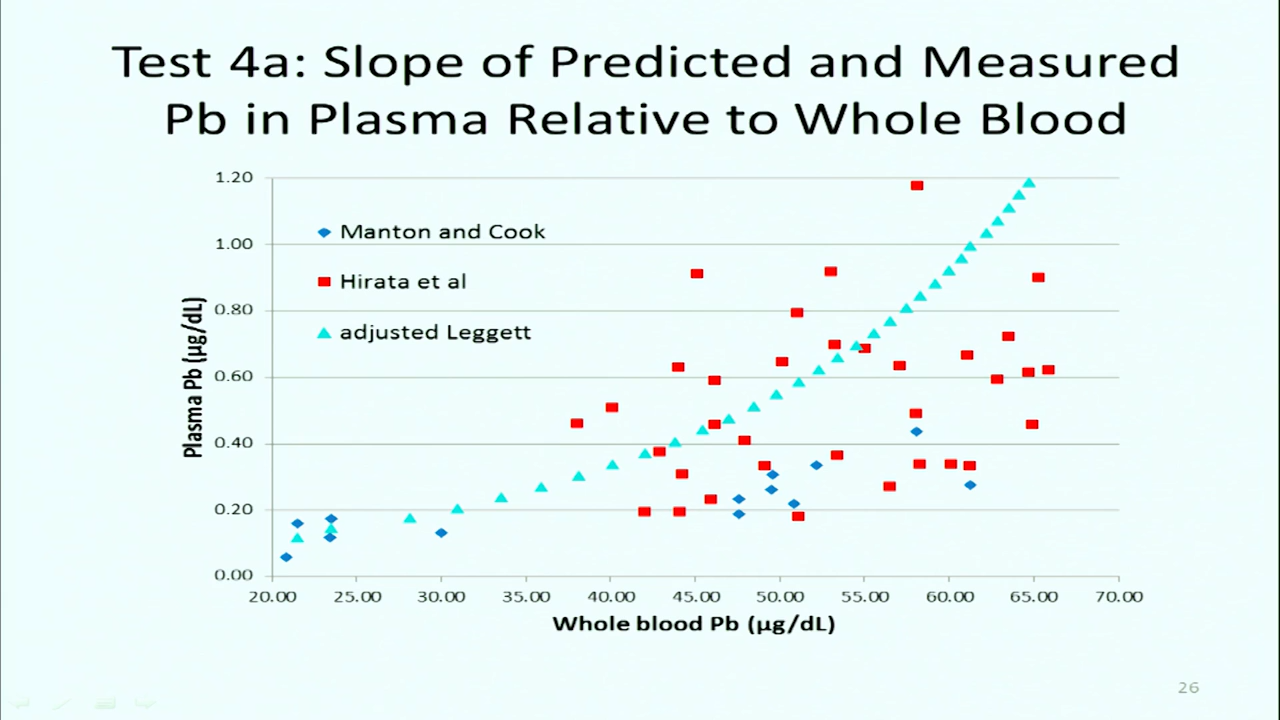 Test 4a: Slope of Predicted and Measured
Pb in Plasma Relative to Whole Blood
1.20
1.00
0.80
0.60
0.40
0.20
0.00
Plasma Pb (µg/dL)
Manton and Cook
Hirata et al
adjusted Leggett
20.00 25.00 30.00 35.00 40.00 45.00 50.00 55.00 60.00 65.00 70.00
Whole blood Pb (µg/dL)
26